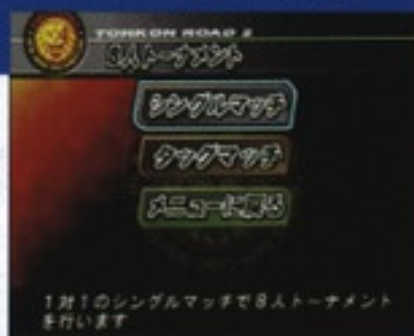 TOHKON ROAD 2
8人トーナメント
シングルマッチ
タッグマッチ
メニューに戻る
1対1のシングルマッチで8人トーナメント
を行います